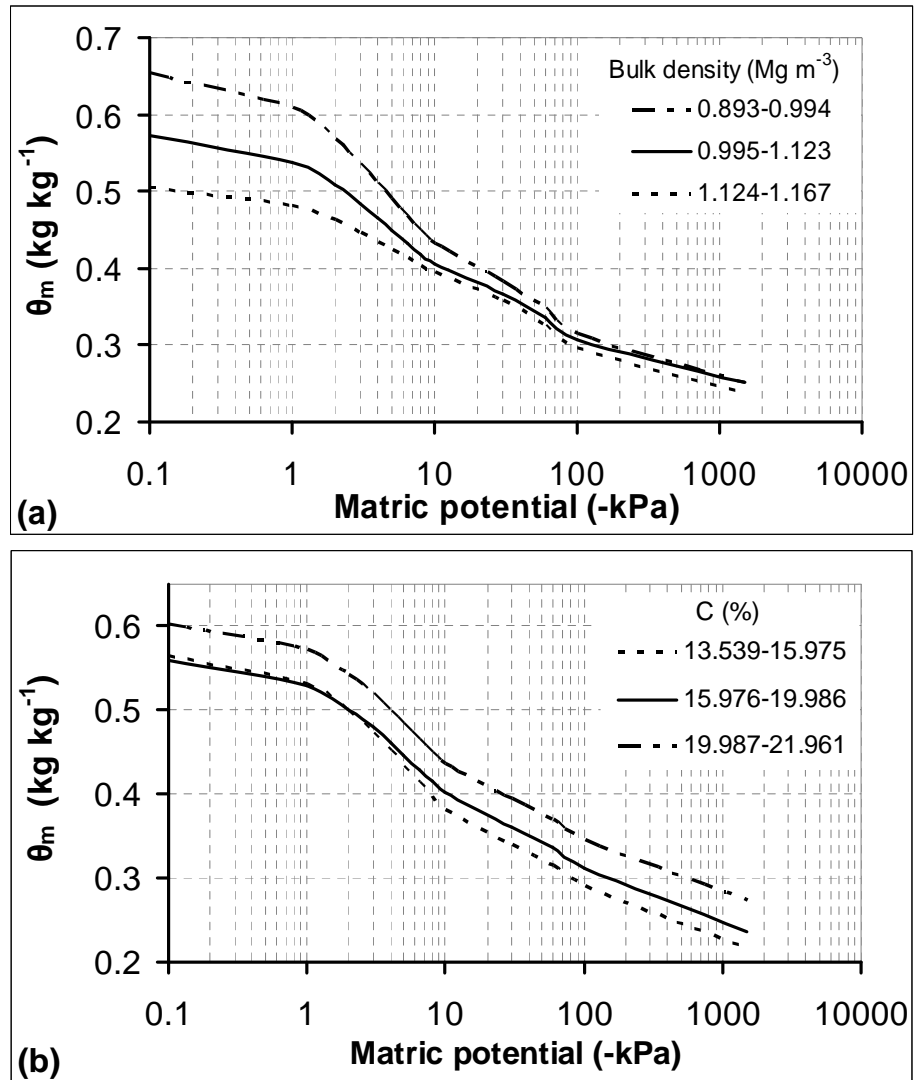 0.7
0.6
0.5
0.4
0.3
0.2
θm (kg kg-1)
Bulk density (Mg m-3)
0.893-0.994
0.995-1.123
1.124-1.167
0.1 1 10 100 1000 10000
Matric potential (-kPa)
(a)
0.6
0.5
0.4
0.3
0.2
θm (kg kg-1)
C (%)
13.539-15.975
15.976-19.986
19.987-21.961
0.1 1 10 100 1000 10000
Matric potential (-kPa)
(b)